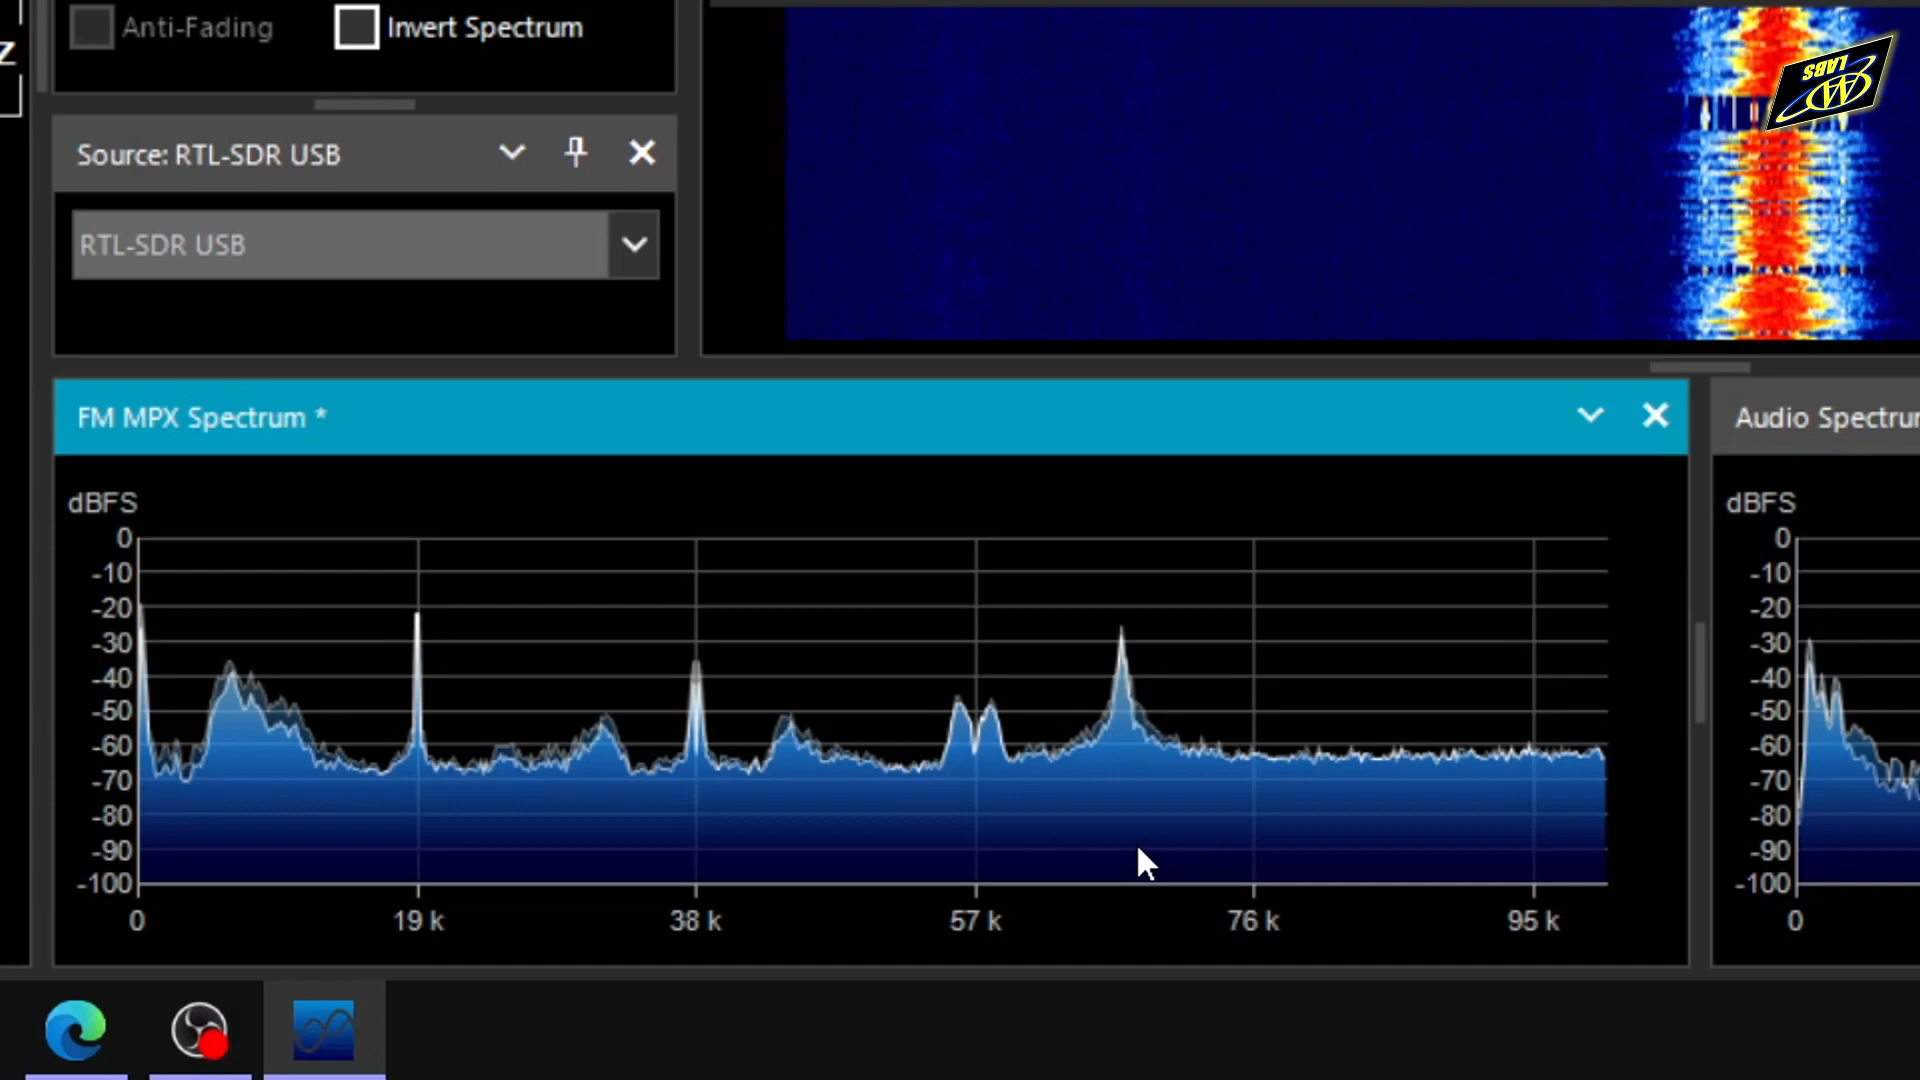 Z
Anti-Fading
Invert Spectrum
LABS
W
Source: RTL-SDR USB
RTL-SDR USB
FM MPX Spectrum *
dBFS
0
-10
-20
-30
-40
-50
-60
-70
-80
-90
-100
0
19 k
38 k
57 k
76 k
95 k
Audio Spectrum
dBFS
0
-10
-20
-30
-40
-50
-60
-70
-80
-90
-100
0